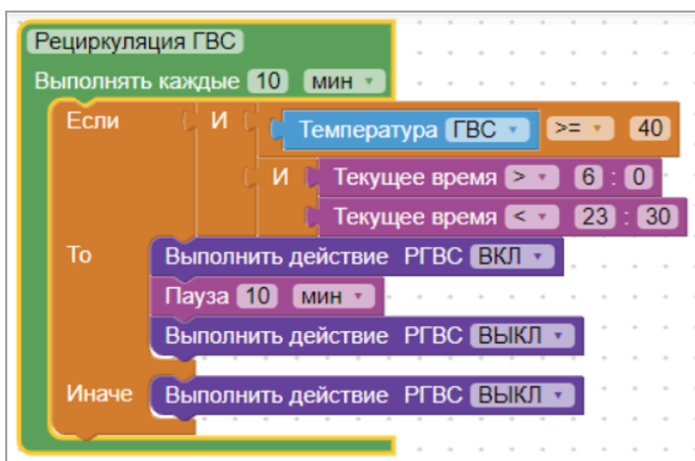 Рециркуляция ГВС
Выполнять каждые 10 мин
Если И Температура ГВС >= 40
И Текущее время > 6 : 0
Текущее время < 23 : 30
То Выполнить действие РГВС ВКЛ
Пауза 10 мин
Выполнить действие РГВС ВЫКЛ
Иначе Выполнить действие РГВС ВЫКЛ